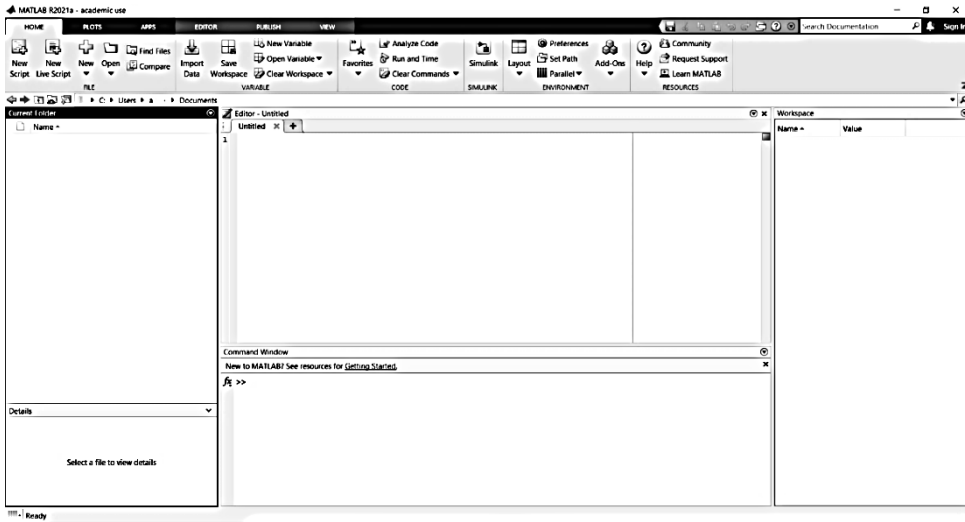 MATLAB R2021a - academic use
HOME PLOTS APPS EDITOR PUBLISH VIEW Search Documentation Sign In
New Script New Live Script New Open Find Files Compare Import Data Save Workspace New Variable Open Variable Clear Workspace Favorites Analyze Code Run and Time Clear Commands Simulink Layout Preferences Set Path Parallel Add-Ons Help Community Request Support Learn MATLAB
FILE VARIABLE CODE SIMULINK ENVIRONMENT RESOURCES
C: Users a Documents
Current Folder Editor - Untitled Workspace
Name Untitled Name Value
1
Command Window
New to MATLAB? See resources for Getting Started.
fx >>
Details
Select a file to view details
Ready